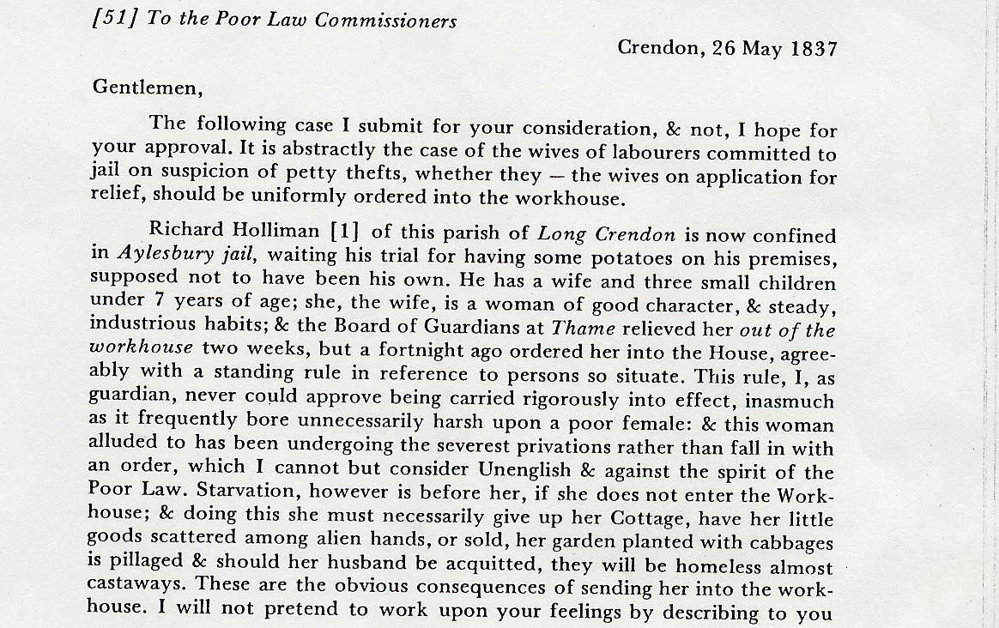 [51] To the Poor Law Commissioners
Crendon, 26 May 1837
Gentlemen,
The following case I submit for your consideration, & not, I hope for
your approval. It is abstractly the case of the wives of labourers committed to
jail on suspicion of petty thefts, whether they — the wives on application for
relief, should be uniformly ordered into the workhouse.
Richard Holliman [1] of this parish of Long Crendon is now confined
in Aylesbury jail, waiting his trial for having some potatoes on his premises,
supposed not to have been his own. He has a wife and three small children
under 7 years of age; she, the wife, is a woman of good character, & steady,
industrious habits; & the Board of Guardians at Thame relieved her out of the
workhouse two weeks, but a fortnight ago ordered her into the House, agree-
ably with a standing rule in reference to persons so situate. This rule, I, as
guardian, never could approve being carried rigorously into effect, inasmuch
as it frequently bore unnecessarily harsh upon a poor female: & this woman
alluded to has been undergoing the severest privations rather than fall in with
an order, which I cannot but consider Unenglish & against the spirit of the
Poor Law. Starvation, however is before her, if she does not enter the Work-
house; & doing this she must necessarily give up her Cottage, have her little
goods scattered among alien hands, or sold, her garden planted with cabbages
is pillaged & should her husband be acquitted, they will be homeless almost
castaways. These are the obvious consequences of sending her into the work-
house. I will not pretend to work upon your feelings by describing to you